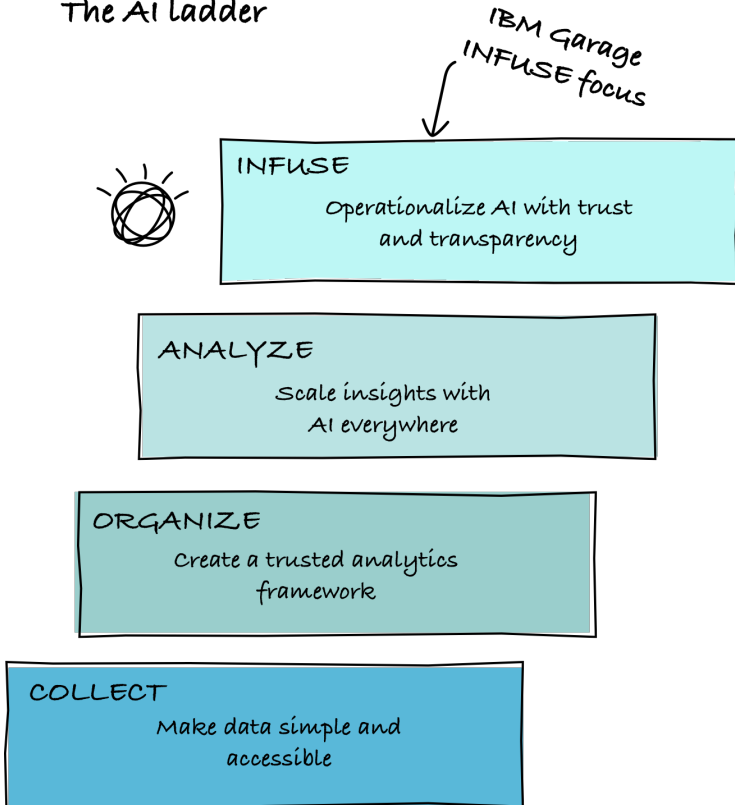 The AI ladder
IBM Garage
INFUSE focus
INFUSE
Operationalize AI with trust
and transparency
ANALYZE
Scale insights with
AI everywhere
ORGANIZE
Create a trusted analytics
framework
COLLECT
Make data simple and
accessible